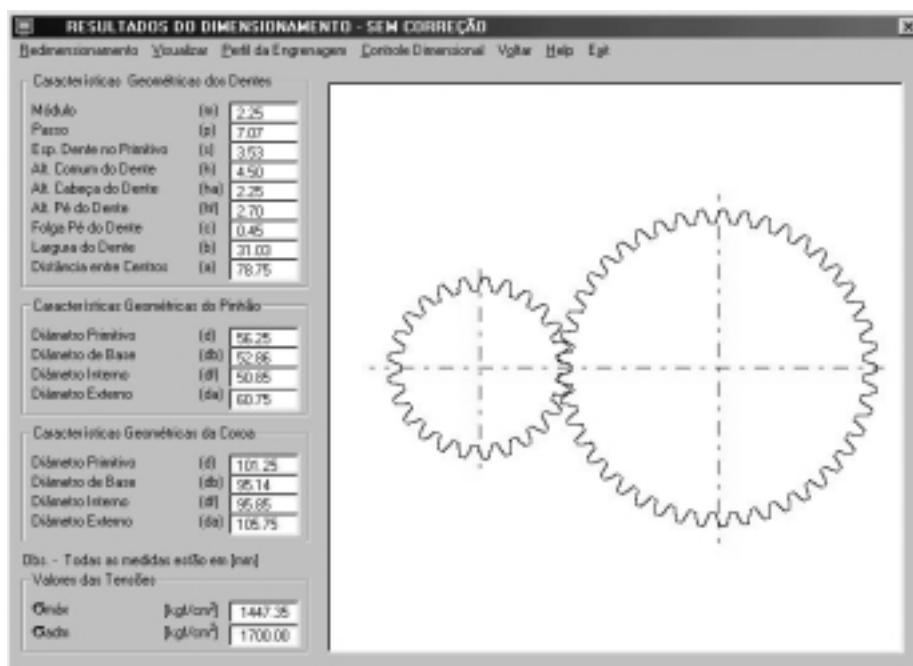 RESULTADOS DO DIMENSIONAMENTO - SEM CORREÇÃO
Redimensionamento Visualizar Perfil da Engrenagem Controle Dimensional Voltar Help Exit
Características Geométricas dos Dentes
Módulo (m) 2.25
Passo (p) 7.07
Esp. Dente no Primitivo (s) 3.53
Alt. Comum do Dente (h) 4.50
Alt. Cabeça do Dente (ha) 2.25
Alt. Pé do Dente (hf) 2.70
Folga Pé do Dente (c) 0.45
Largura do Dente (b) 31.03
Distância entre Centros (a) 78.75
Características Geométricas do Pinhão
Diâmetro Primitivo (d) 56.25
Diâmetro de Base (db) 52.86
Diâmetro Interno (df) 50.85
Diâmetro Externo (da) 60.75
Características Geométricas da Coroa
Diâmetro Primitivo (d) 101.25
Diâmetro de Base (db) 95.14
Diâmetro Interno (df) 95.85
Diâmetro Externo (da) 105.75
Obs. - Todas as medidas estão em [mm]
Valores das Tensões
σmáx [kgf/cm²] 1447.35
σadm [kgf/cm²] 1700.00